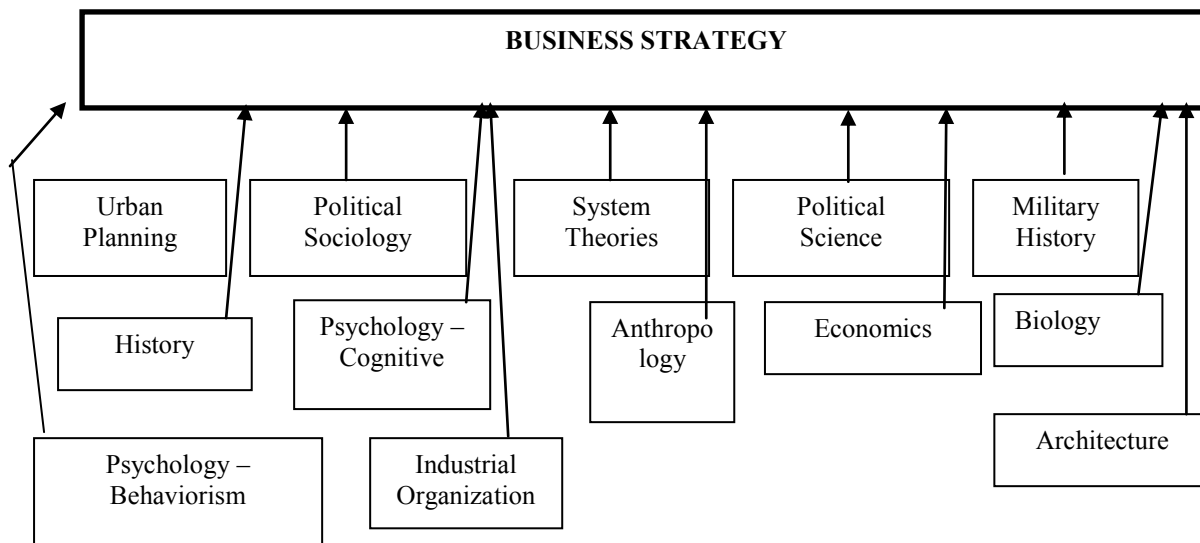 BUSINESS STRATEGY
Urban
Planning
Political
Sociology
System
Theories
Political
Science
Military
History
History
Psychology –
Cognitive
Anthropo
logy
Economics
Biology
Psychology –
Behaviorism
Industrial
Organization
Architecture